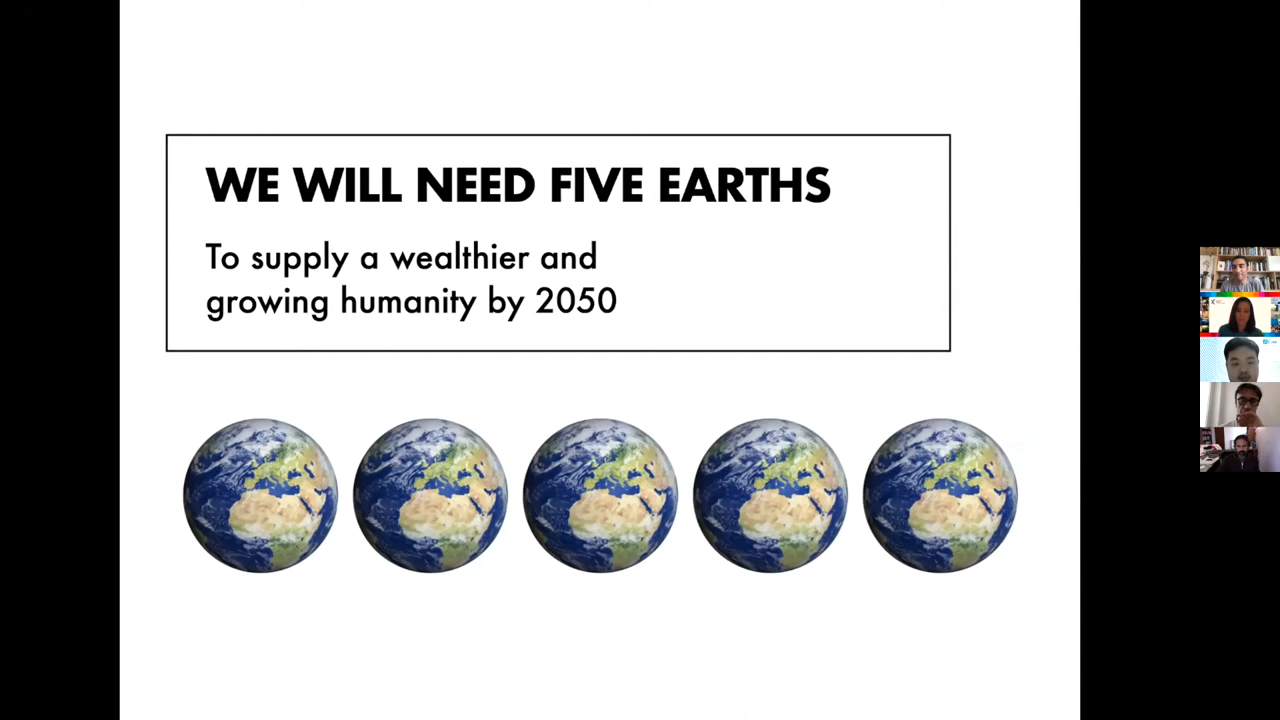 WE WILL NEED FIVE EARTHS
To supply a wealthier and
growing humanity by 2050